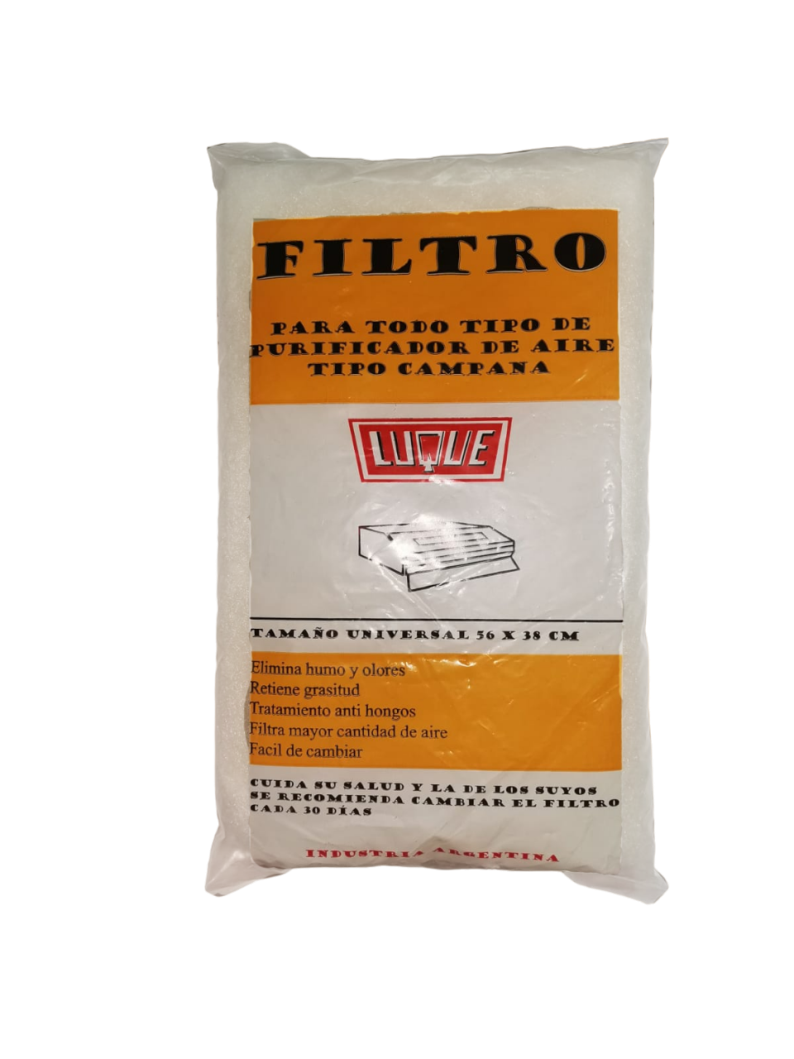 FILTRO
PARA TODO TIPO DE
PURIFICADOR DE AIRE
TIPO CAMPANA
LUQUE
TAMAÑO UNIVERSAL 56 X 38 CM
Elimina humo y olores
Retiene grasitud
Tratamiento anti hongos
Filtra mayor cantidad de aire
Facil de cambiar
CUIDA SU SALUD Y LA DE LOS SUYOS
SE RECOMIENDA CAMBIAR EL FILTRO
CADA 30 DÍAS
INDUSTRIA ARGENTINA